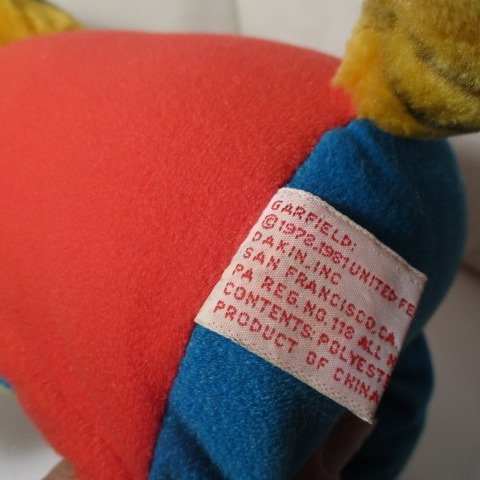 GARFIELD:
© 1978.1981 UNITED FE
DAKIN.INC
SAN FRANCISCO.CA
PA REG.NO.118 ALL N
CONTENTS:POLYEST
PRODUCT OF CHINA